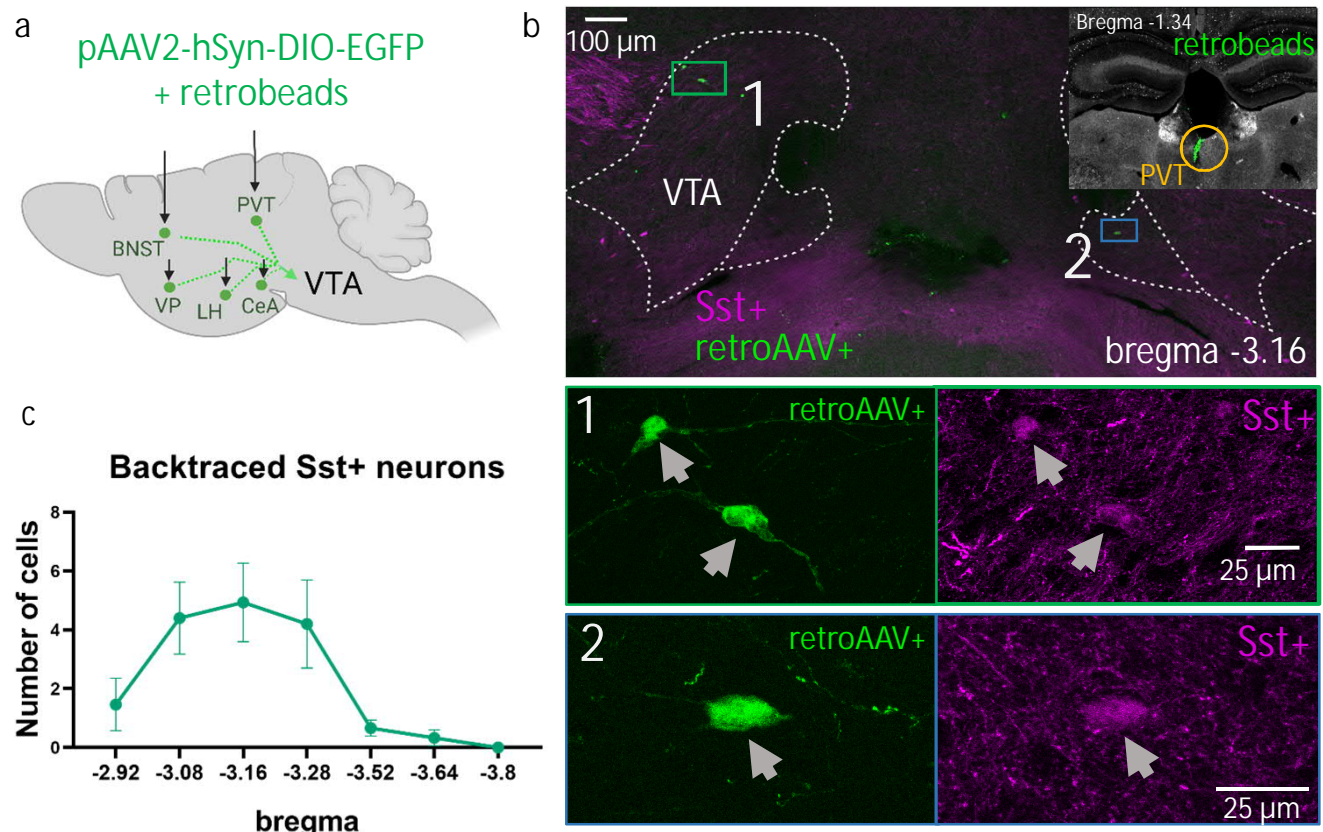 a
pAAV2-hSyn-DIO-EGFP
+ retrobeads
PVT
BNST
VP
LH
CeA
VTA
b
100 µm
1
VTA
2
Sst+
retroAAV+
bregma -3.16
Bregma -1.34
retrobeads
PVT
1
retroAAV+
Sst+
25 µm
2
retroAAV+
Sst+
25 µm
c
Backtraced Sst+ neurons
Number of cells
8
6
4
2
0
-2.92 -3.08 -3.16 -3.28 -3.52 -3.64 -3.8
bregma